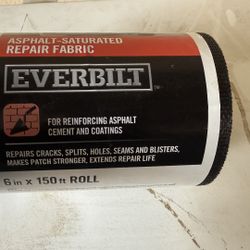 ASPHALT-SATURATED
REPAIR FABRIC
EVERBILT
FOR REINFORCING ASPHALT
CEMENT AND COATINGS
REPAIRS CRACKS, SPLITS, HOLES, SEAMS AND BLISTERS,
MAKES PATCH STRONGER, EXTENDS REPAIR LIFE
6 in x 150 ft ROLL